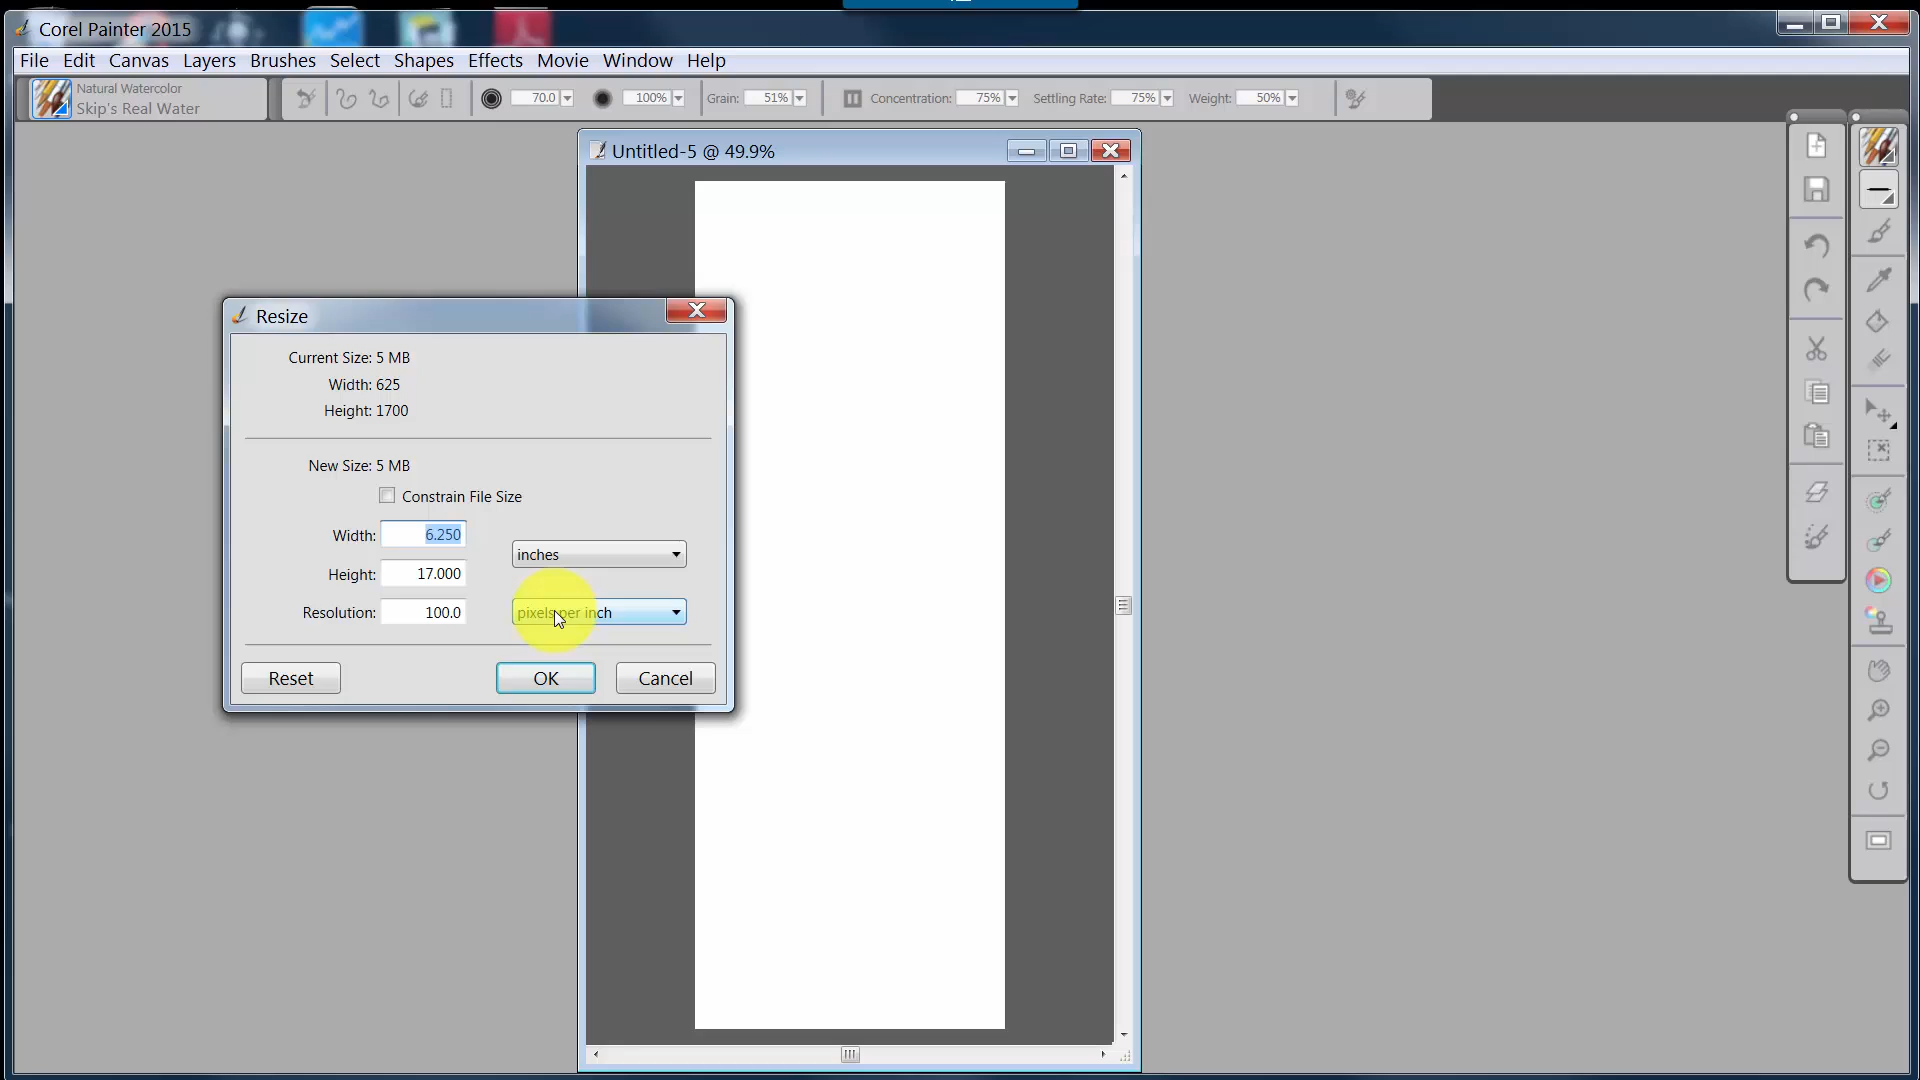 Corel Painter 2015
File Edit Canvas Layers Brushes Select Shapes Effects Movie Window Help
Natural Watercolor
Skip's Real Water
70.0 100% Grain: 51% Concentration: 75% Settling Rate: 75% Weight: 50%
Untitled-5 @ 49.9%
Resize
Current Size: 5 MB
Width: 625
Height: 1700
New Size: 5 MB
Constrain File Size
Width: 6.250
inches
Height: 17.000
Resolution: 100.0 pixels per inch
Reset OK Cancel